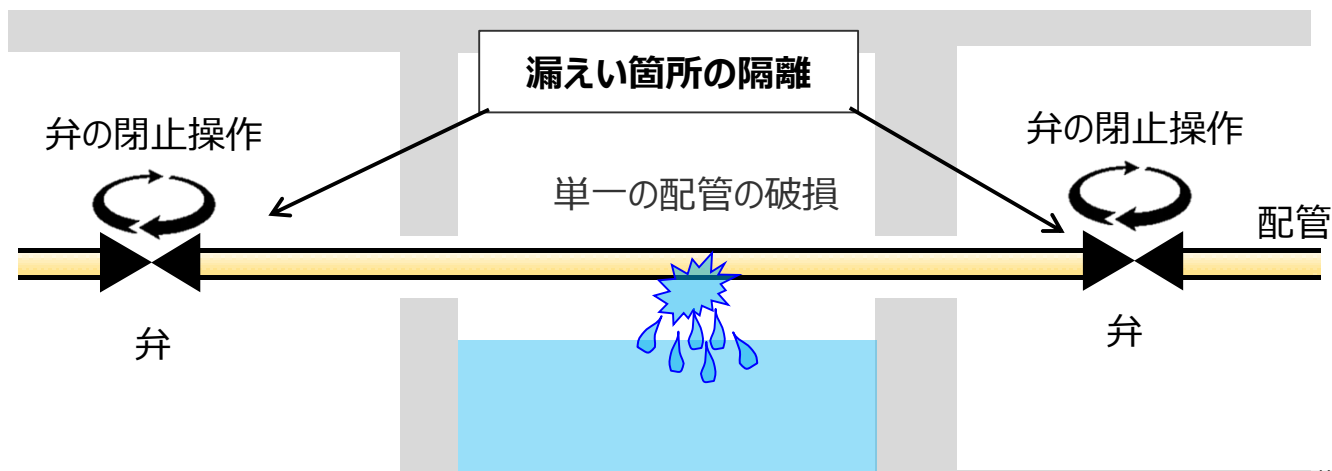 漏えい箇所の隔離
弁の閉止操作
弁の閉止操作
単一の配管の破損
配管
弁
弁